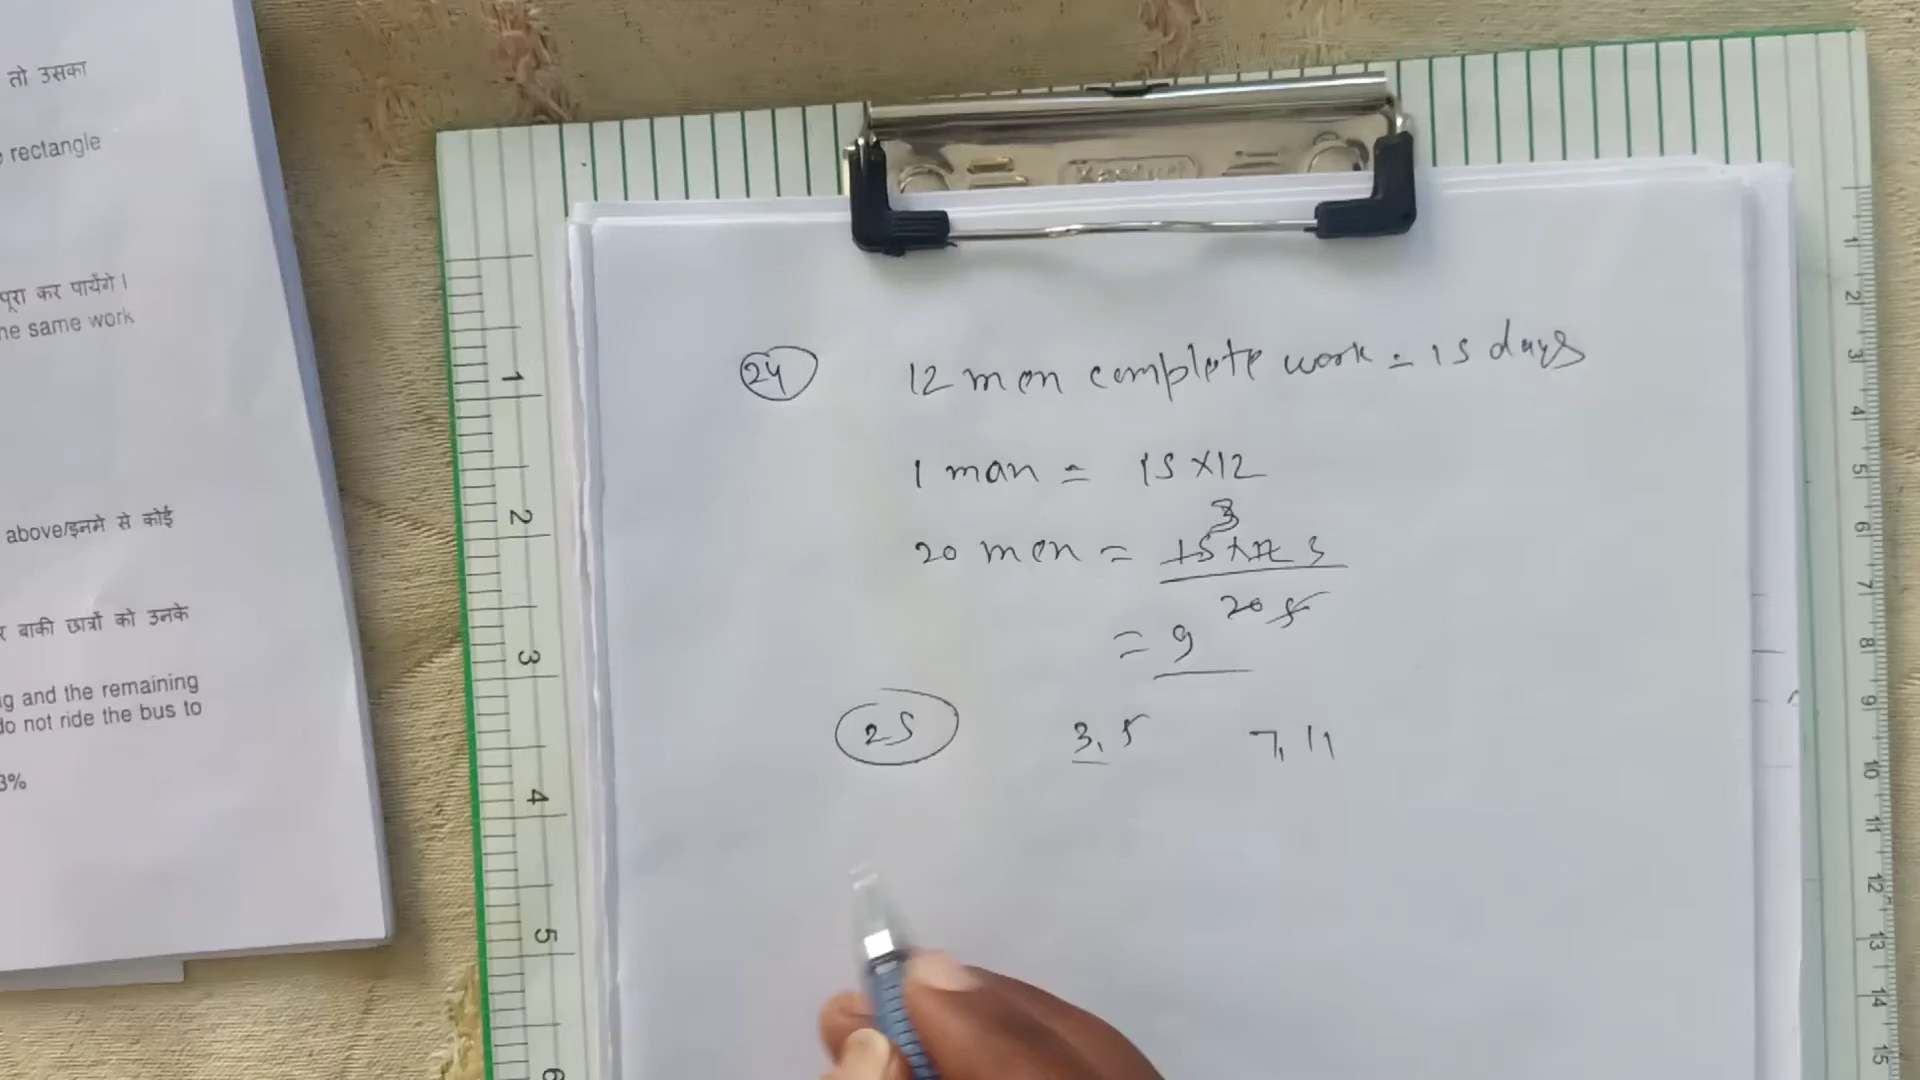 तो उसका
rectangle
पूरा कर पायेंगे।
he same work
above/इनमे से कोई
र बाकी छात्रों को उनके
g and the remaining
do not ride the bus to
3%
24
12 men complete work = 15 days
1 man = 15 × 12
3
20 men = 15 × 12 3
20 5
= 9
25
3, 5 7, 11
1
2
3
4
5
6
1
2
3
4
5
6
7
8
9
10
11
12
13
14
15